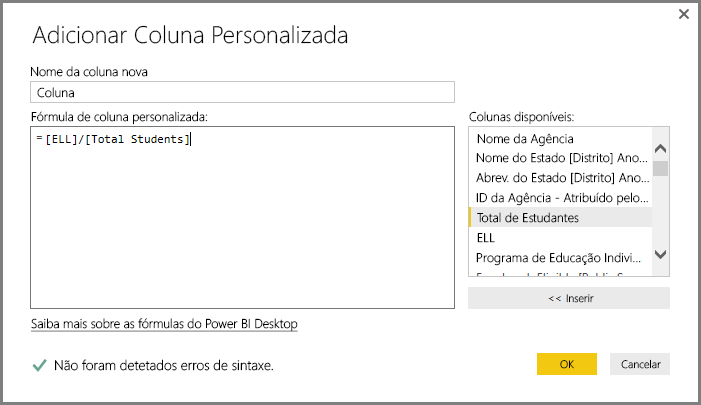 Adicionar Coluna Personalizada
Nome da coluna nova
Coluna
Fórmula de coluna personalizada:
=[ELL]/[Total Students]
Colunas disponíveis:
Nome da Agência
Nome do Estado [Distrito] Ano...
Abrev. do Estado [Distrito] Ano...
ID da Agência - Atribuído pelo...
Total de Estudantes
ELL
Programa de Educação Indivi...
<< Inserir
Saiba mais sobre as fórmulas do Power BI Desktop
Não foram detetados erros de sintaxe.
OK
Cancelar